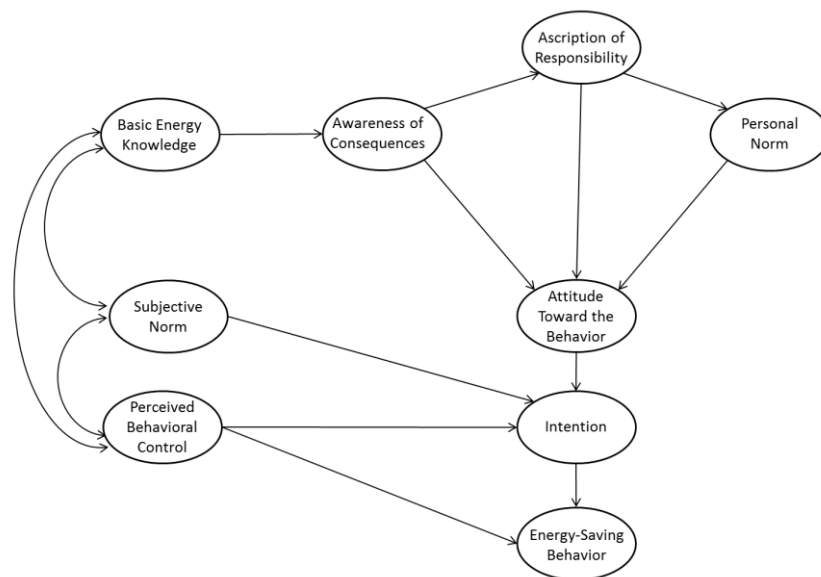 Ascription of
Responsibility
Basic Energy
Knowledge
Awareness of
Consequences
Personal
Norm
Subjective
Norm
Attitude
Toward the
Behavior
Perceived
Behavioral
Control
Intention
Energy-Saving
Behavior